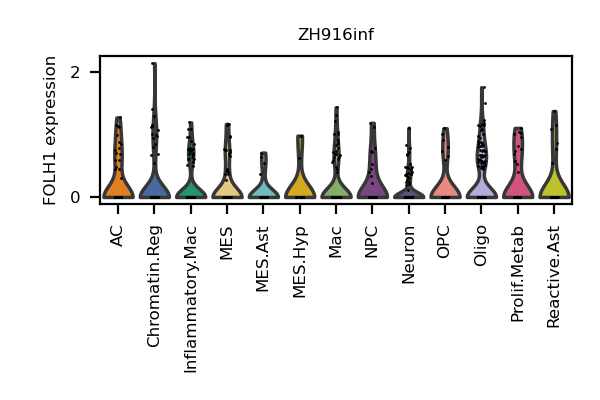 ZH916inf
FOLH1 expression
2
0
AC
Chromatin.Reg
Inflammatory.Mac
MES
MES.Ast
MES.Hyp
Mac
NPC
Neuron
OPC
Oligo
Prolif.Metab
Reactive.Ast